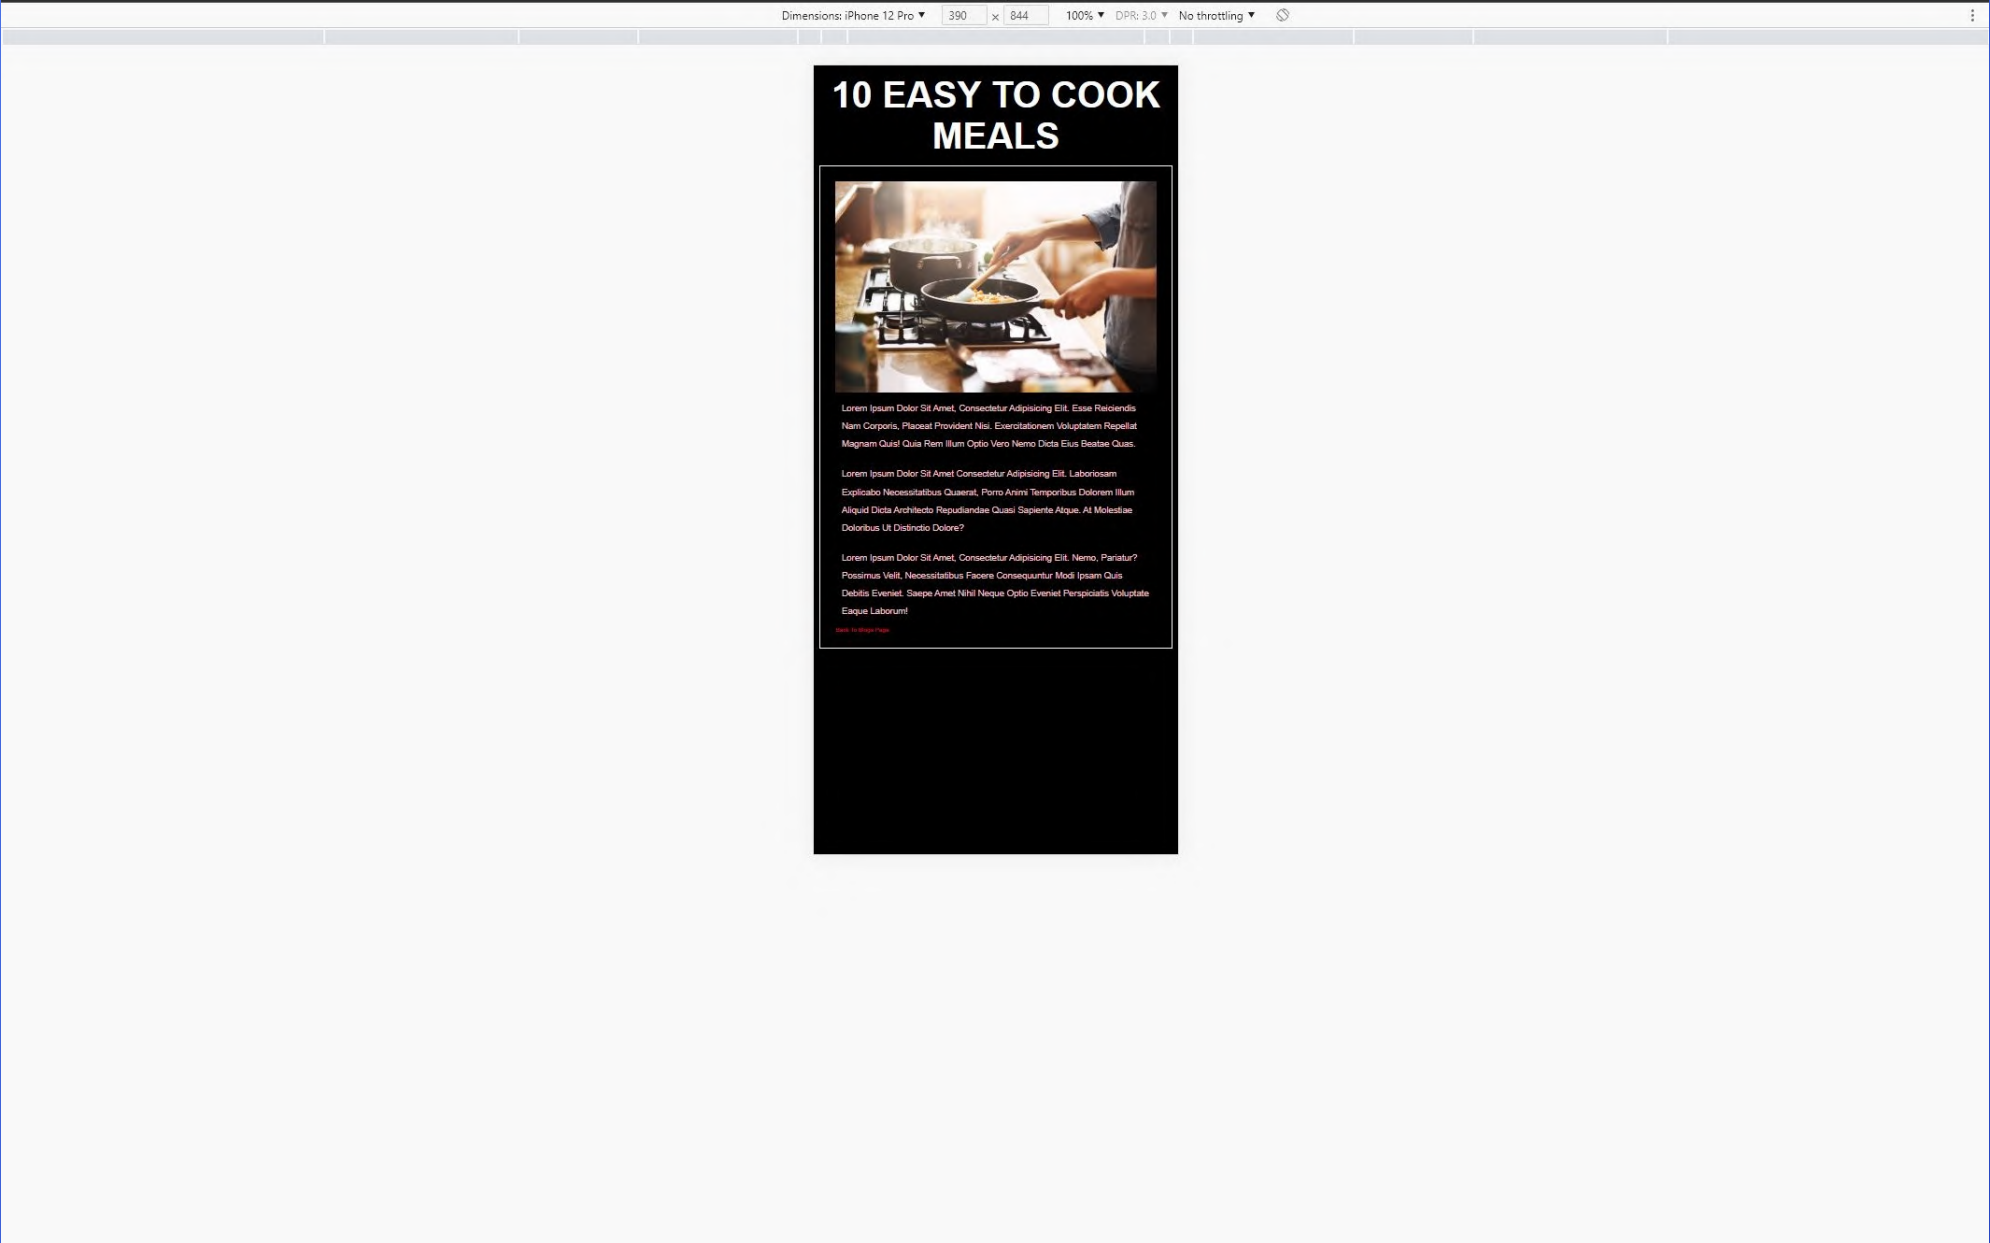 Dimensions: iPhone 12 Pro ▼ 390 × 844 100% ▼ DPR: 3.0 ▼ No throttling ▼
10 EASY TO COOK
MEALS
Lorem Ipsum Dolor Sit Amet, Consectetur Adipisicing Elit. Esse Reiciendis
Nam Corporis, Placeat Provident Nisi. Exercitationem Voluptatem Repellat
Magnam Quis! Quia Rem Illum Optio Vero Nemo Dicta Eius Beatae Quas.
Lorem Ipsum Dolor Sit Amet Consectetur Adipisicing Elit. Laboriosam
Explicabo Necessitatibus Quaerat, Porro Animi Temporibus Dolorem Illum
Aliquid Dicta Architecto Repudiandae Quasi Sapiente Atque. At Molestiae
Doloribus Ut Distinctio Dolore?
Lorem Ipsum Dolor Sit Amet, Consectetur Adipisicing Elit. Nemo, Pariatur?
Possimus Velit, Necessitatibus Facere Consequuntur Modi Ipsam Quis
Debitis Eveniet. Saepe Amet Nihil Neque Optio Eveniet Perspiciatis Voluptate
Eaque Laborum!
Back To Blogs Page